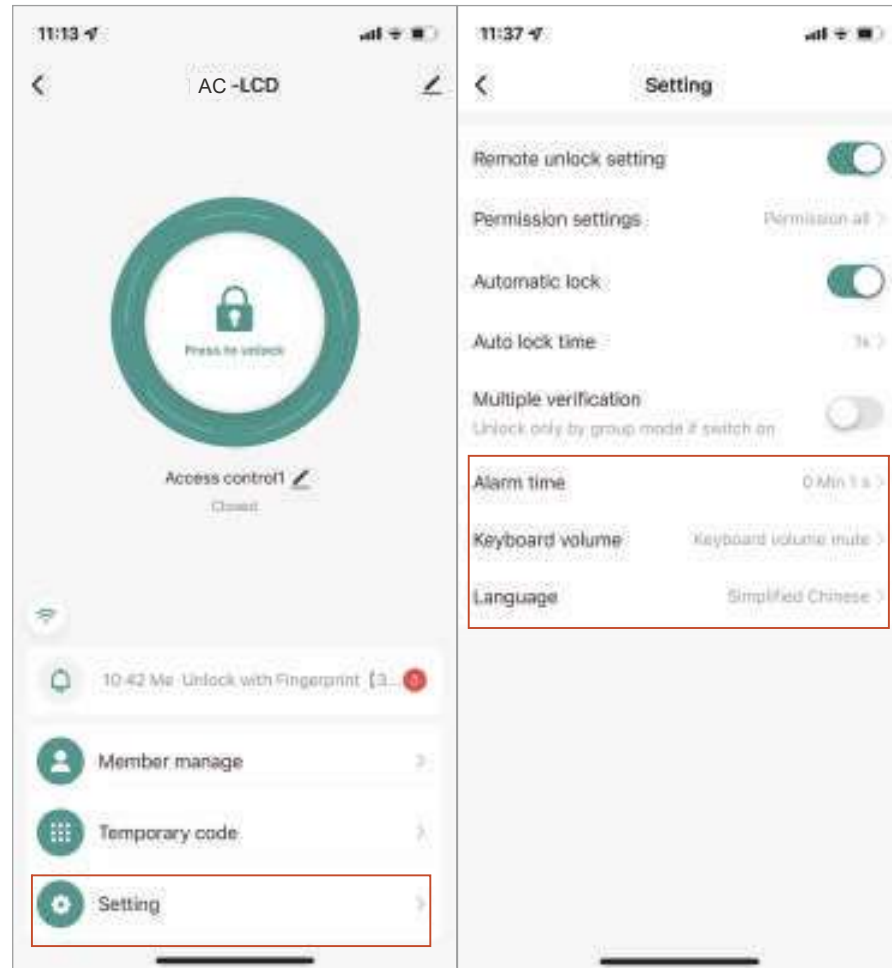 11:13
AC -LCD
Press to unlock
Access control1
Closed
10:42 Me Unlock with Fingerprint【3...
Member manage
Temporary code
Setting
11:37
Setting
Remote unlock setting
Permission settings
Permission all
Automatic lock
Auto lock time
Multiple verification
Unlock only by group mode if switch on
Alarm time
0 Min 1 s
Keyboard volume
Keyboard volume mute
Language
Simplified Chinese